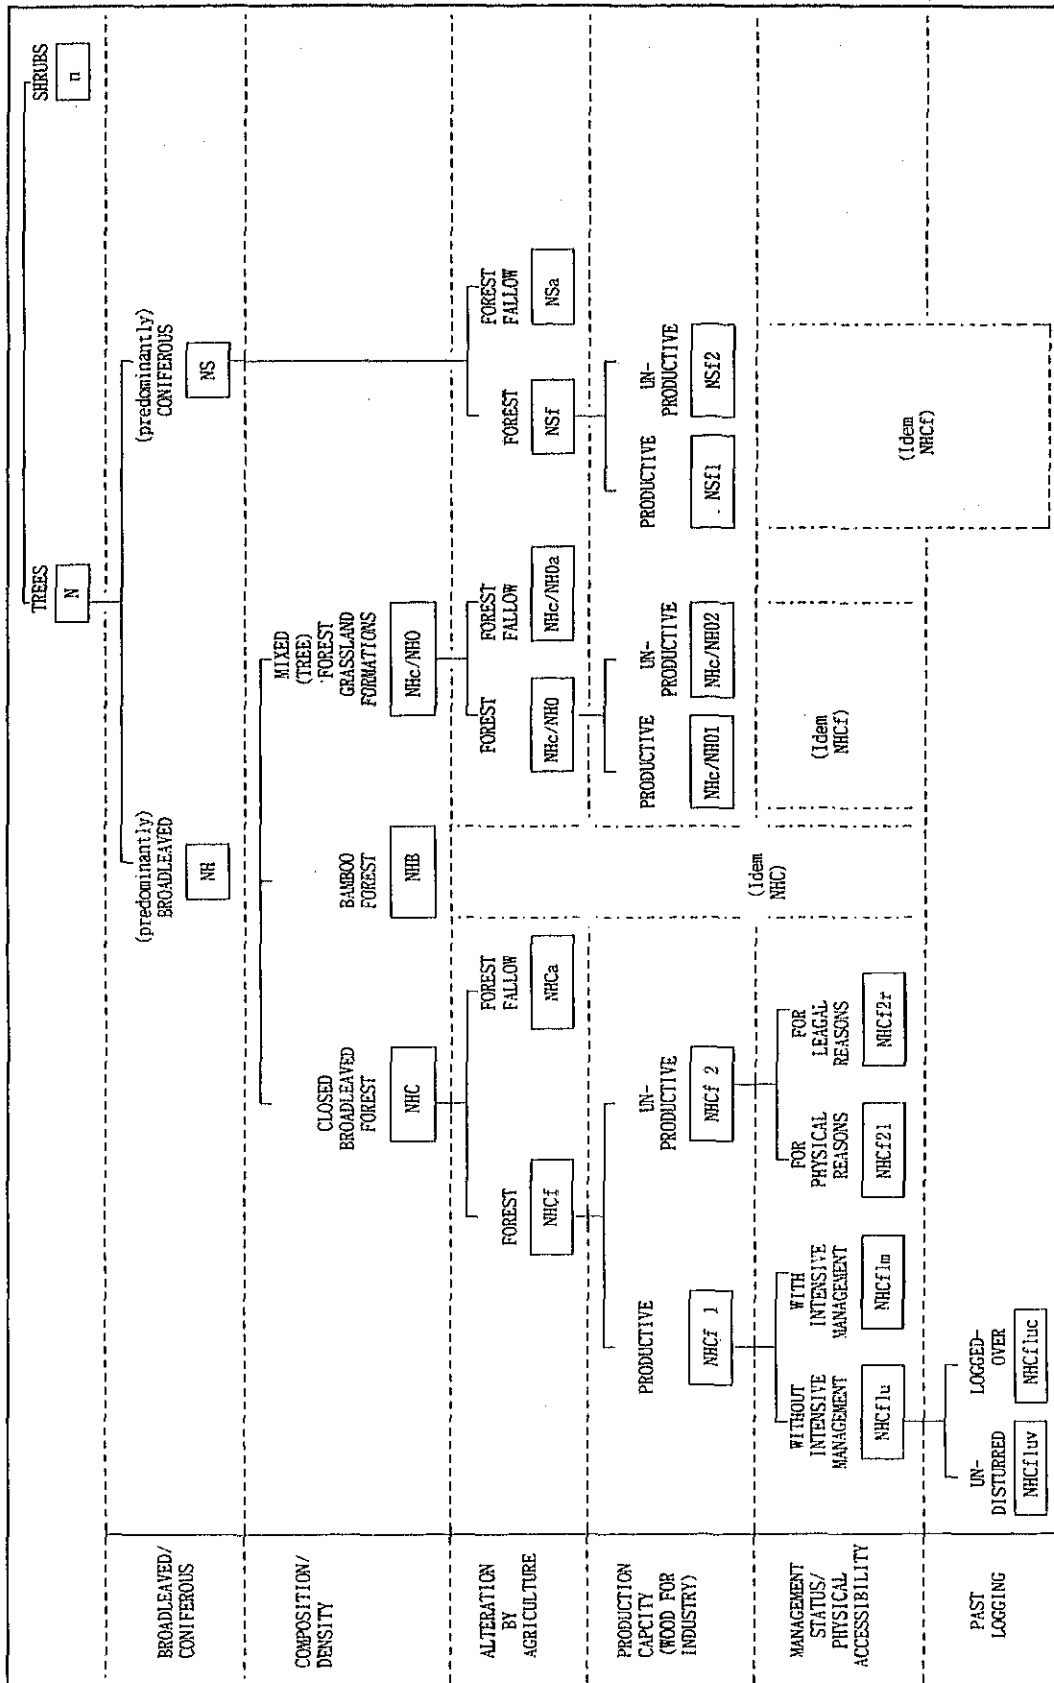 TREES
N
SHRUBS
n
BROADLEAVED/
CONIFEROUS
(predominantly)
BROADLEAVED
NH
(predominantly)
CONIFEROUS
NS
COMPOSITION/
DENSITY
CLOSED
BROADLEAVED
FOREST
NHC
BAMBOO
FOREST
NHB
MIXED
(TREE)
FOREST
GRASSLAND
FORMATIONS
NHc/NHO
ALTERATION
BY
AGRICULTURE
FOREST
NHCf
FOREST
FALLOW
NHCa
FOREST
NHc/NHO
FOREST
FALLOW
NHc/NHOa
FOREST
NSf
FOREST
FALLOW
NSa
PRODUCTION
CAPCITY
(WOOD FOR
INDUSTRY)
PRODUCTIVE
NHCf 1
UN-
PRODUCTIVE
NHCf 2
(Idem
NHC)
PRODUCTIVE
NHc/NHO1
UN-
PRODUCTIVE
NHc/NHO2
PRODUCTIVE
. NSf1
UN-
PRODUCTIVE
NSf2
MANAGEMENT
STATUS/
PHYSICAL
ACCESSIBILITY
WITHOUT
INTENSIVE
MANAGEMENT
NHCf1u
WITH
INTENSIVE
MANAGEMENT
NHCf1m
FOR
PHYSICAL
REASONS
NHCf21
FOR
LEAGAL
REASONS
NHCf2r
(Idem
NHCf)
(Idem
NHCf)
PAST
LOGGING
UN-
DISTURRED
NHCf1uv
LOGGED-
OVER
NHCf1uc